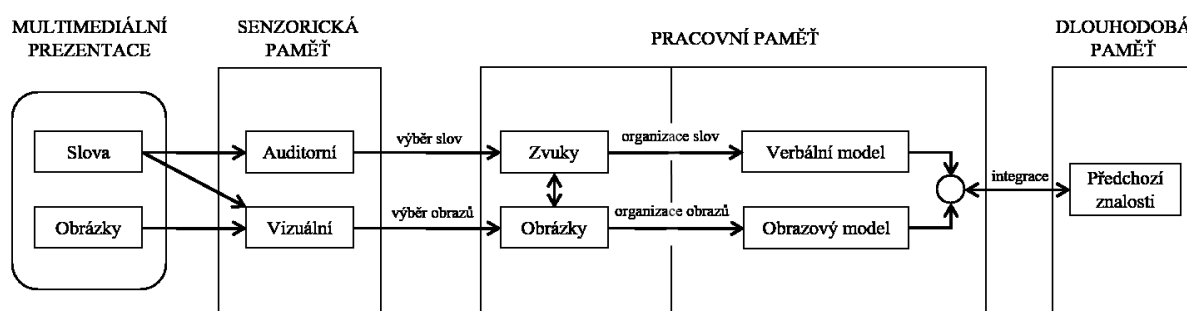 MULTIMEDIÁLNÍ
PREZENTACE
SENZORICKÁ
PAMĚŤ
PRACOVNÍ PAMĚŤ
DLOUHODOBÁ
PAMĚŤ
Slova
Auditorní
výběr slov
Zvuky
organizace slov
Verbální model
integrace
Předchozí
znalosti
Obrázky
Vizuální
výběr obrazů
Obrázky
organizace obrazů
Obrazový model